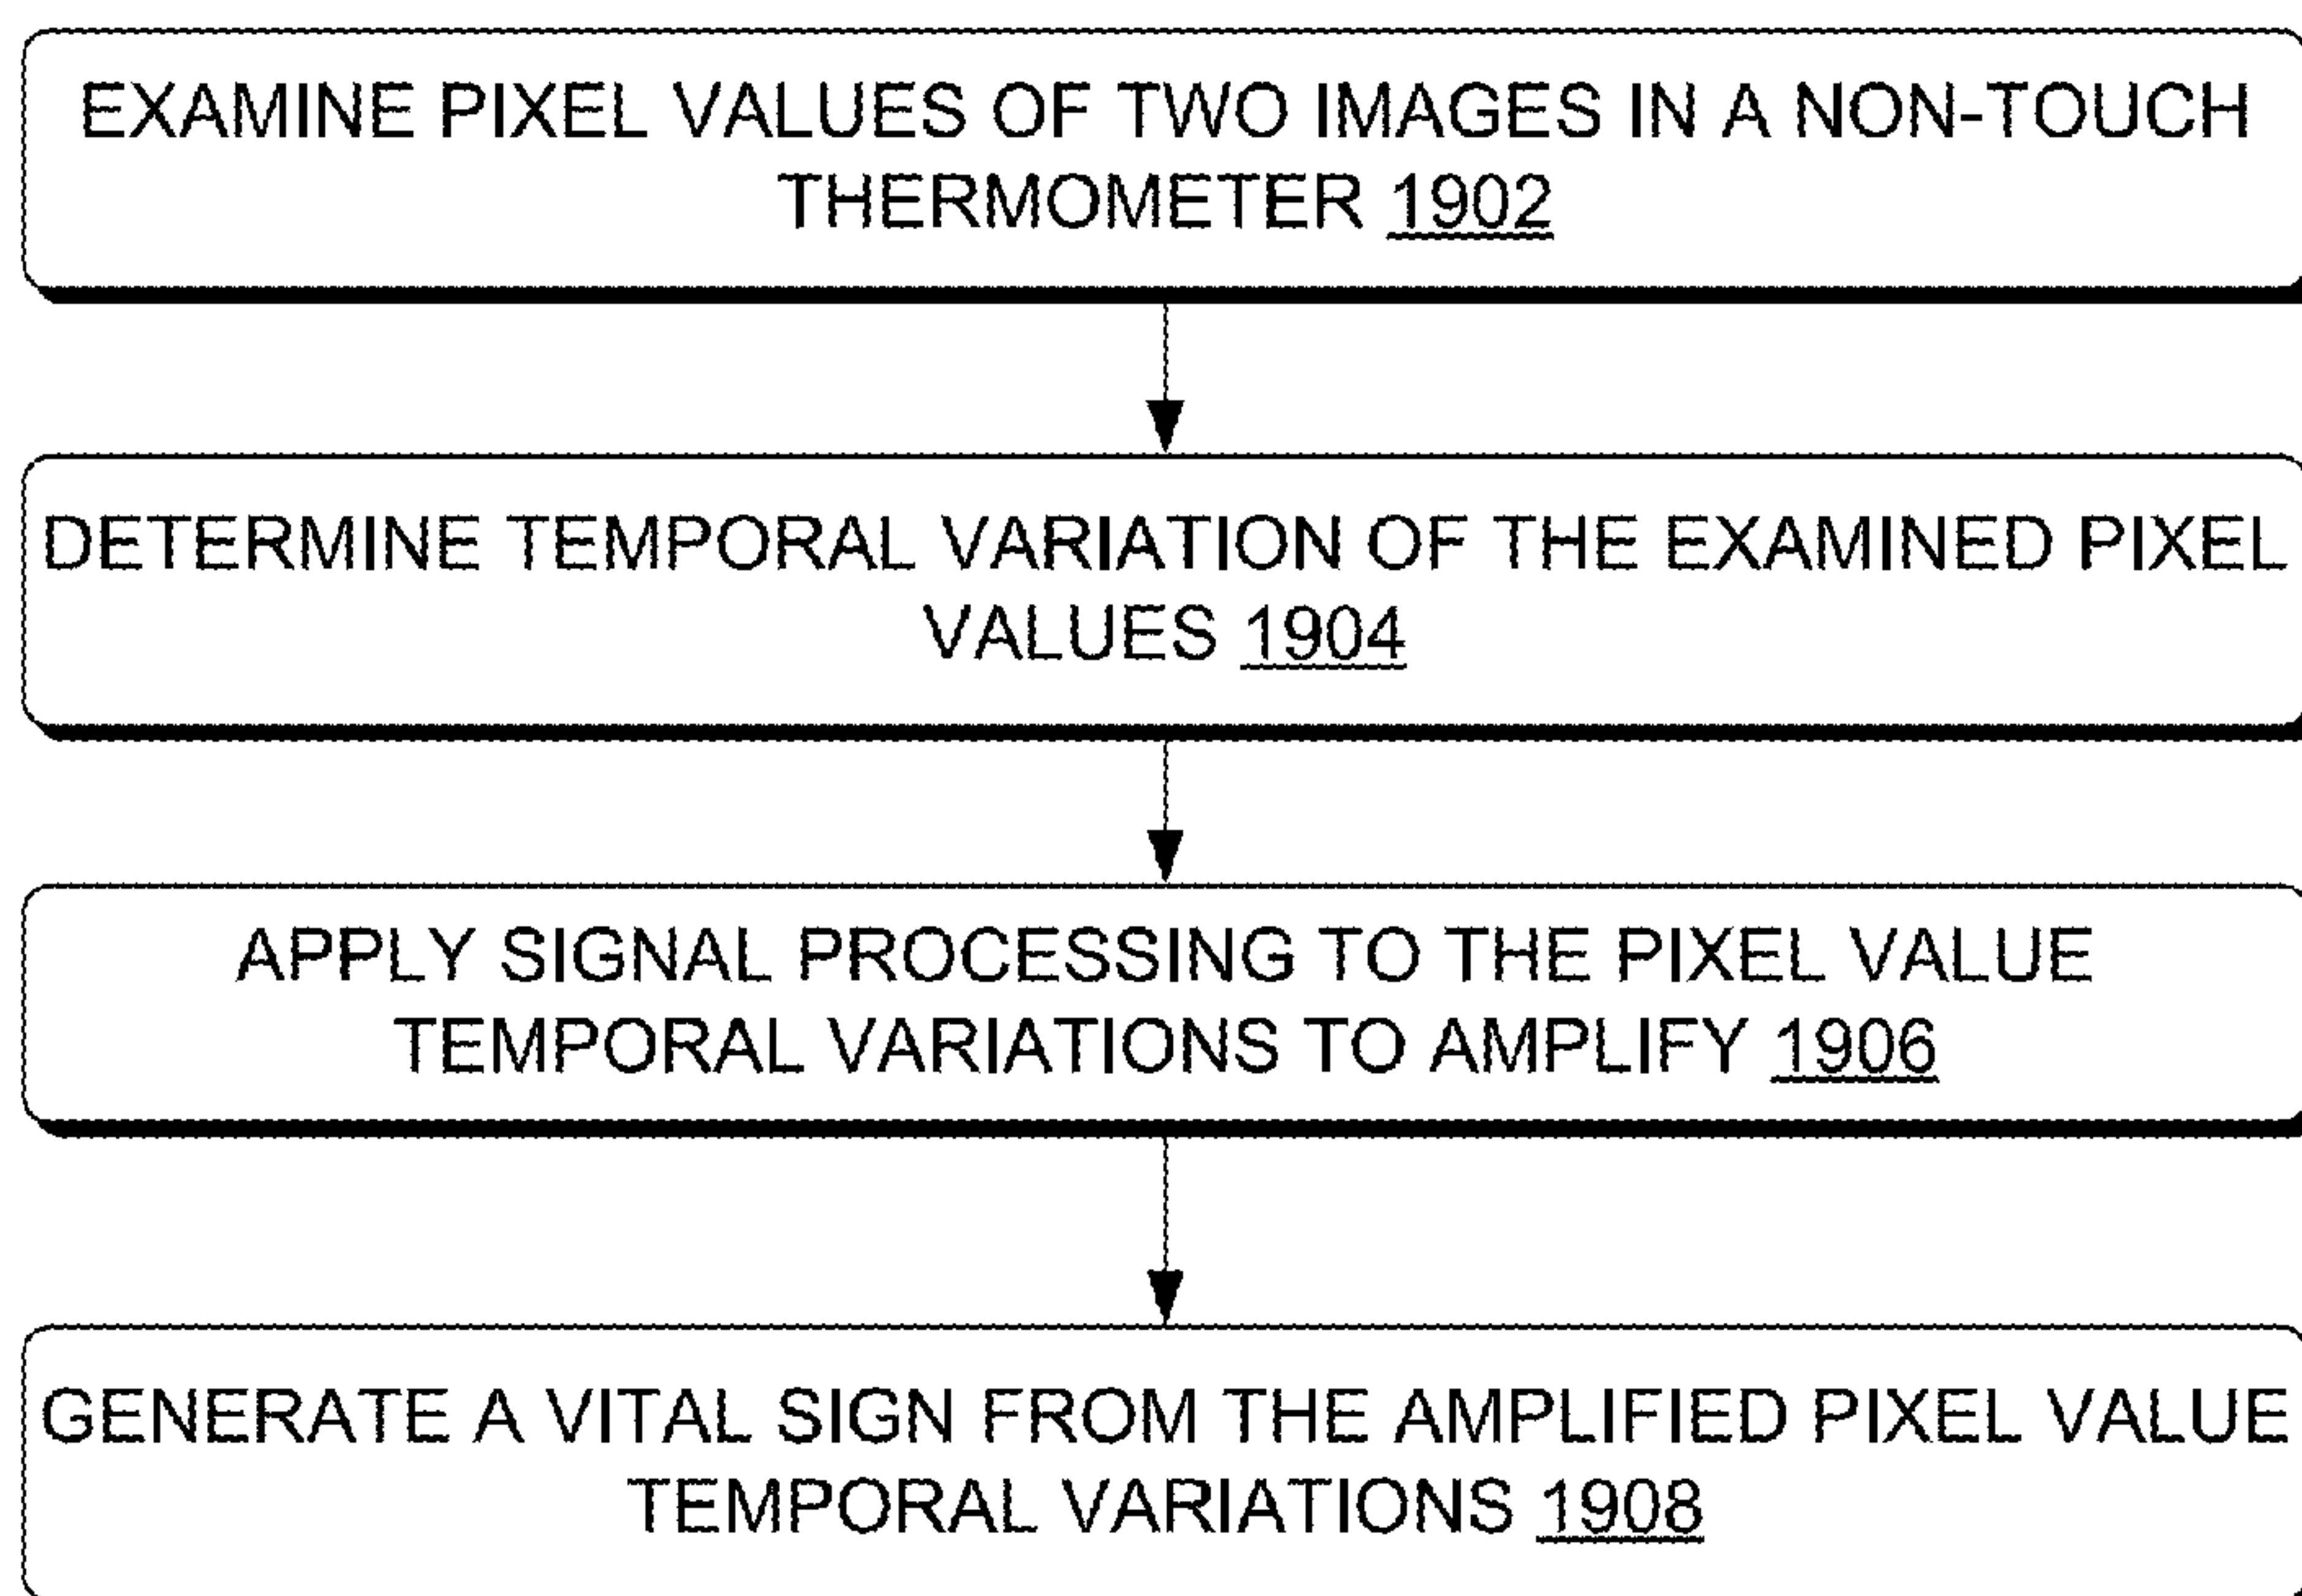 EXAMINE PIXEL VALUES OF TWO IMAGES IN A NON-TOUCH
THERMOMETER 1902
DETERMINE TEMPORAL VARIATION OF THE EXAMINED PIXEL
VALUES 1904
APPLY SIGNAL PROCESSING TO THE PIXEL VALUE
TEMPORAL VARIATIONS TO AMPLIFY 1906
GENERATE A VITAL SIGN FROM THE AMPLIFIED PIXEL VALUE
TEMPORAL VARIATIONS 1908